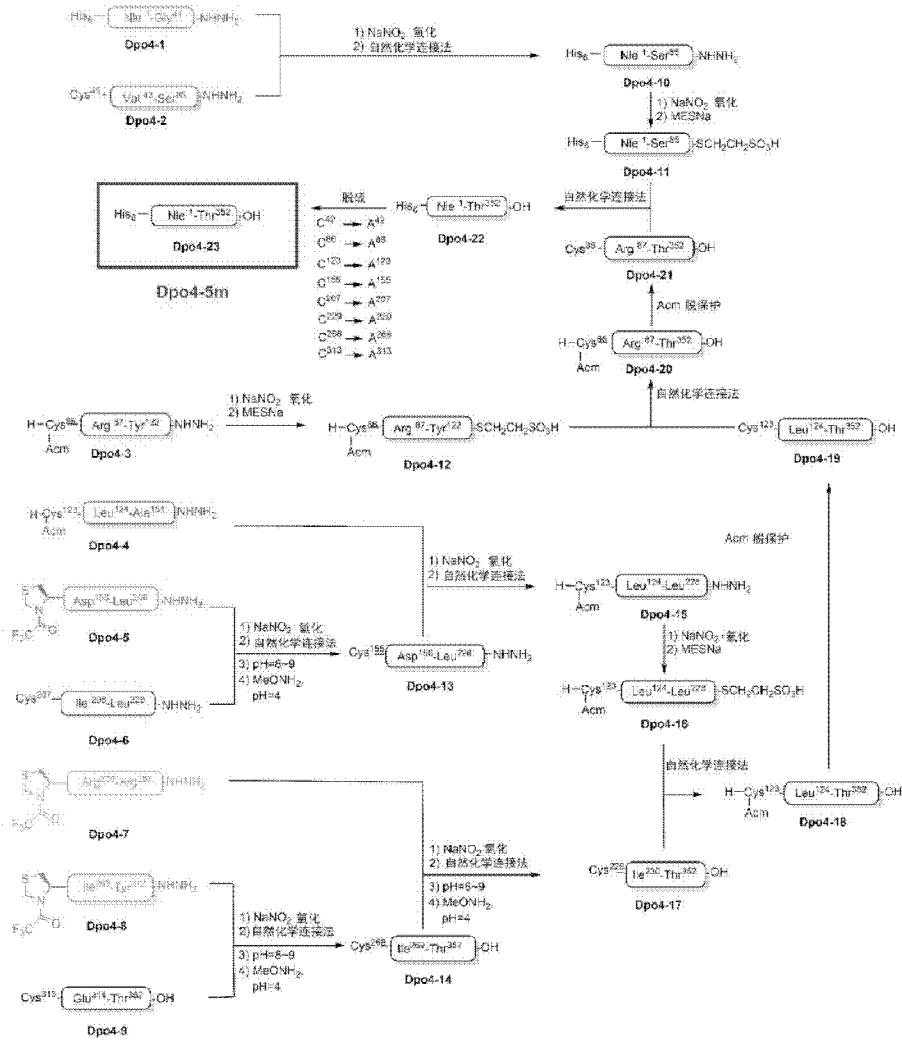 His₆ Nle¹-Gly⁴¹ NHNH₂
Dpo4-1
1) NaNO₂ 氧化
2) 自然化学连接法
Cys⁴² Val⁴³-Ser⁸⁵ NHNH₂
Dpo4-2
His₆ Nle¹-Ser⁸⁵ NHNH₂
Dpo4-10
1) NaNO₂ 氧化
2) MESNa
His₆ Nle¹-Ser⁸⁵ SCH₂CH₂SO₃H
Dpo4-11
自然化学连接法
His₆ Nle¹-Thr³⁵² OH
Dpo4-23
Dpo4-5m
脱硫
C⁴² A⁴²
C⁸⁶ A⁸⁶
C¹²³ A¹²³
C¹⁵⁵ A¹⁵⁵
C²⁰⁷ A²⁰⁷
C²²⁹ A²²⁹
C²⁶⁸ A²⁶⁸
C³¹³ A³¹³
His₆ Nle¹-Thr³⁵² OH
Dpo4-22
Cys⁸⁶ Arg⁸⁷-Thr³⁵² OH
Dpo4-21
Acm 脱保护
H-Cys⁸⁶ Arg⁸⁷-Thr³⁵² OH
Acm
Dpo4-20
自然化学连接法
H-Cys⁸⁶ Arg⁸⁷-Tyr¹²² NHNH₂
Acm
Dpo4-3
1) NaNO₂ 氧化
2) MESNa
H-Cys⁸⁶ Arg⁸⁷-Tyr¹²² SCH₂CH₂SO₃H
Acm
Dpo4-12
Cys¹²³ Leu¹²⁴-Thr³⁵² OH
Dpo4-19
Acm 脱保护
H-Cys¹²³ Leu¹²⁴-Ala¹⁵⁴ NHNH₂
Acm
Dpo4-4
1) NaNO₂ 氧化
2) 自然化学连接法
S
N
F₃C O
Asp¹⁵⁶-Leu²⁰⁶ NHNH₂
Dpo4-5
1) NaNO₂ 氧化
2) 自然化学连接法
3) pH=8~9
4) MeONH₂,
pH=4
Cys²⁰⁷ Ile²⁰⁸-Leu²²⁸ NHNH₂
Dpo4-6
Cys¹⁵⁵ Asp¹⁵⁶-Leu²²⁸ NHNH₂
Dpo4-13
H-Cys¹²³ Leu¹²⁴-Leu²²⁸ NHNH₂
Acm
Dpo4-15
1) NaNO₂ 氧化
2) MESNa
H-Cys¹²³ Leu¹²⁴-Leu²²⁸ SCH₂CH₂SO₃H
Acm
Dpo4-16
自然化学连接法
H-Cys¹²³ Leu¹²⁴-Thr³⁵² OH
Acm
Dpo4-18
S
N
F₃C O
NHNH₂
Dpo4-7
1) NaNO₂ 氧化
2) 自然化学连接法
3) pH=8~9
4) MeONH₂,
pH=4
Cys²²⁹ Ile²³⁰-Thr³⁵² OH
Dpo4-17
S
N
F₃C O
Ile²⁶⁹-Tyr³¹² NHNH₂
Dpo4-8
1) NaNO₂ 氧化
2) 自然化学连接法
3) pH=8~9
4) MeONH₂,
pH=4
Cys²⁶⁸ Ile²⁶⁹-Thr³⁵² OH
Dpo4-14
Cys³¹³ Glu³¹⁴-Thr³⁵² OH
Dpo4-9